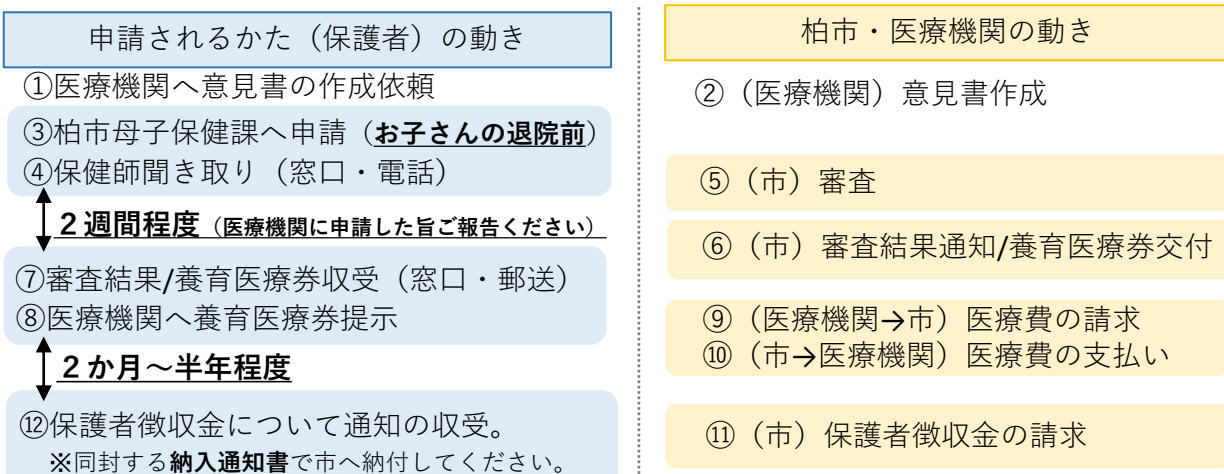 申請されるかた（保護者）の動き
①医療機関へ意見書の作成依頼
③柏市母子保健課へ申請（お子さんの退院前）
④保健師聞き取り（窓口・電話）
２週間程度（医療機関に申請した旨ご報告ください）
⑦審査結果/養育医療券収受（窓口・郵送）
⑧医療機関へ養育医療券提示
２か月～半年程度
⑫保護者徴収金について通知の収受。
※同封する納入通知書で市へ納付してください。
柏市・医療機関の動き
②（医療機関）意見書作成
⑤（市）審査
⑥（市）審査結果通知/養育医療券交付
⑨（医療機関→市）医療費の請求
⑩（市→医療機関）医療費の支払い
⑪（市）保護者徴収金の請求